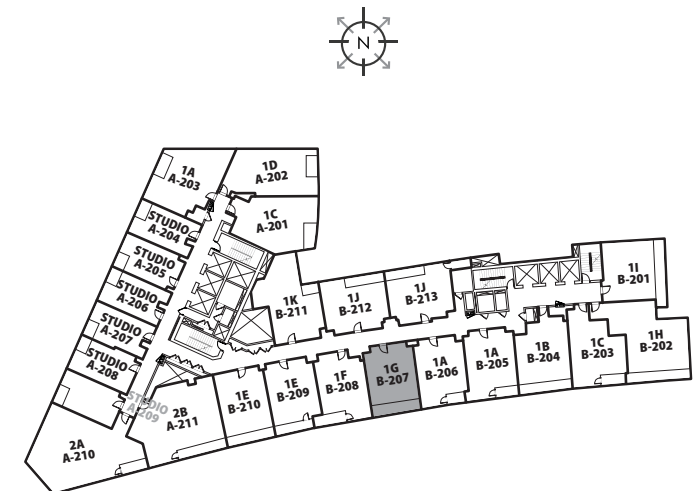 N
1A
A-203
1D
A-202
1C
A-201
STUDIO
A-204
STUDIO
A-205
STUDIO
A-206
STUDIO
A-207
STUDIO
A-208
STUDIO
A-209
2A
A-210
2B
A-211
1K
B-211
1J
B-212
1J
B-213
1I
B-201
1E
B-210
1E
B-209
1F
B-208
1G
B-207
1A
B-206
1A
B-205
1B
B-204
1C
B-203
1H
B-202